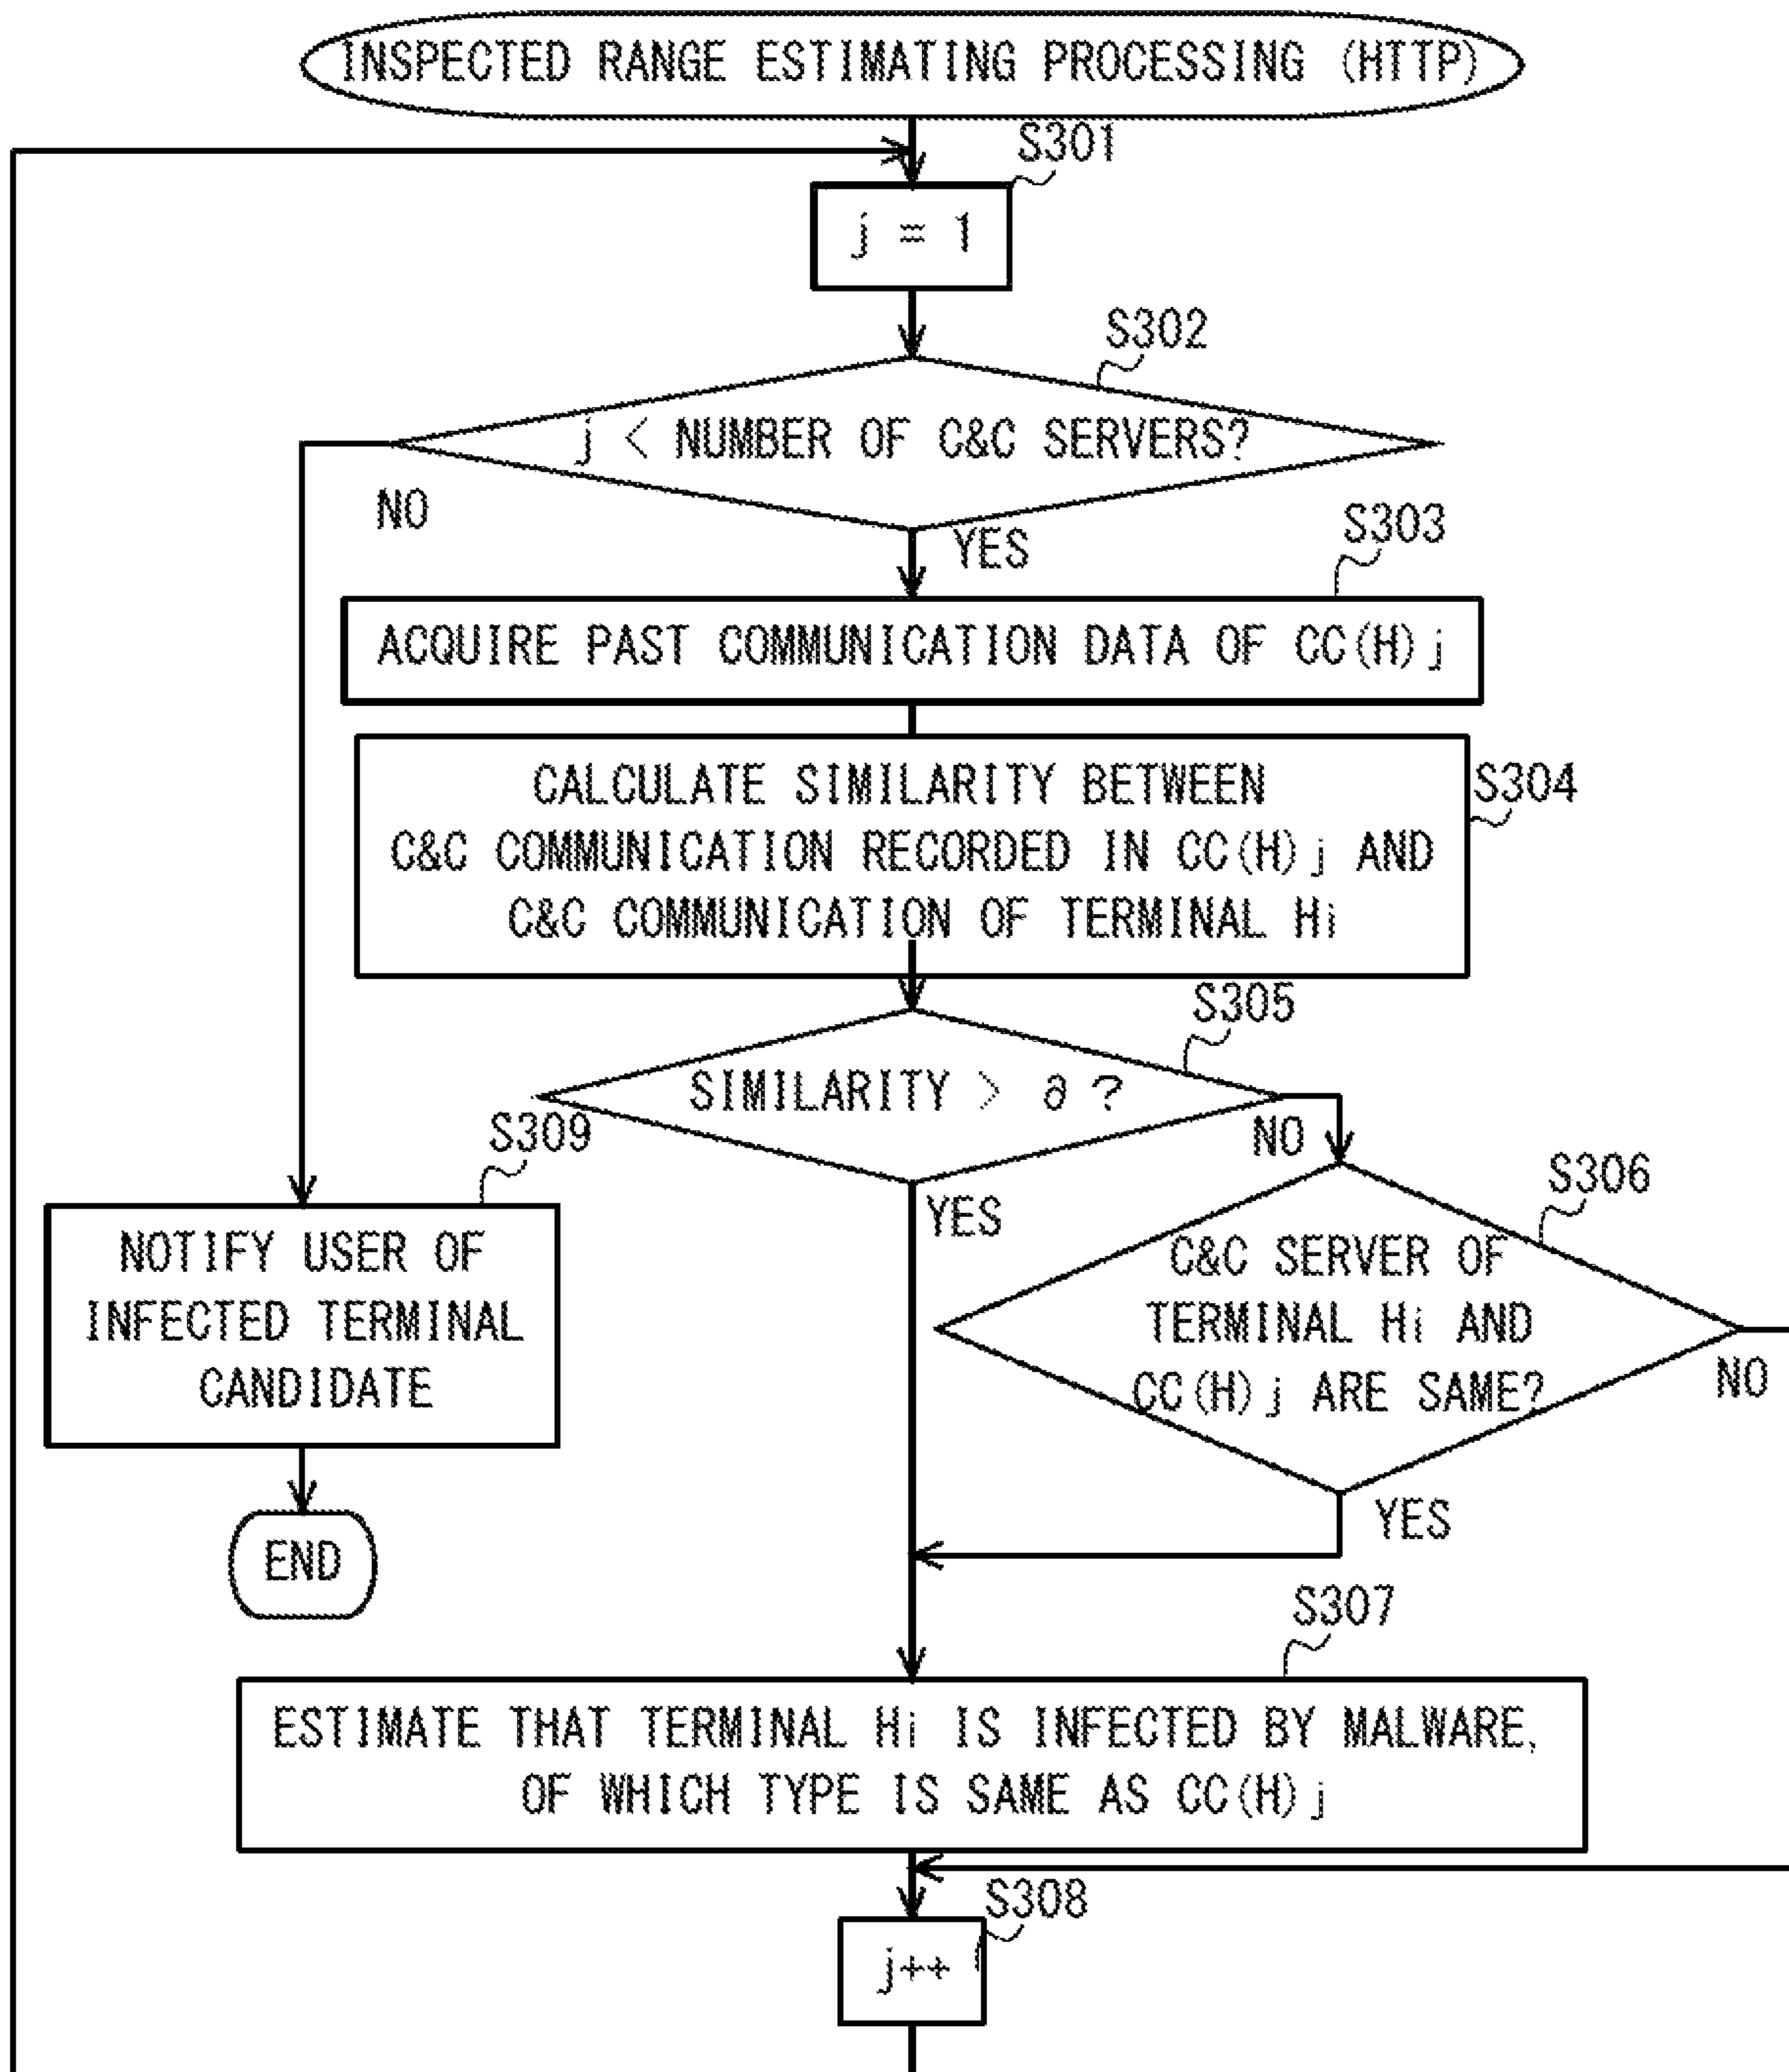 INSPECTED RANGE ESTIMATING PROCESSING (HTTP)
S301
j = 1
S302
j < NUMBER OF C&C SERVERS?
NO
YES
S303
ACQUIRE PAST COMMUNICATION DATA OF CC(H)j
S304
CALCULATE SIMILARITY BETWEEN
C&C COMMUNICATION RECORDED IN CC(H)j AND
C&C COMMUNICATION OF TERMINAL Hi
S305
SIMILARITY > ∂ ?
NO
YES
S309
NOTIFY USER OF
INFECTED TERMINAL
CANDIDATE
END
S306
C&C SERVER OF
TERMINAL Hi AND
CC(H)j ARE SAME?
NO
YES
S307
ESTIMATE THAT TERMINAL Hi IS INFECTED BY MALWARE,
OF WHICH TYPE IS SAME AS CC(H)j
S308
j++